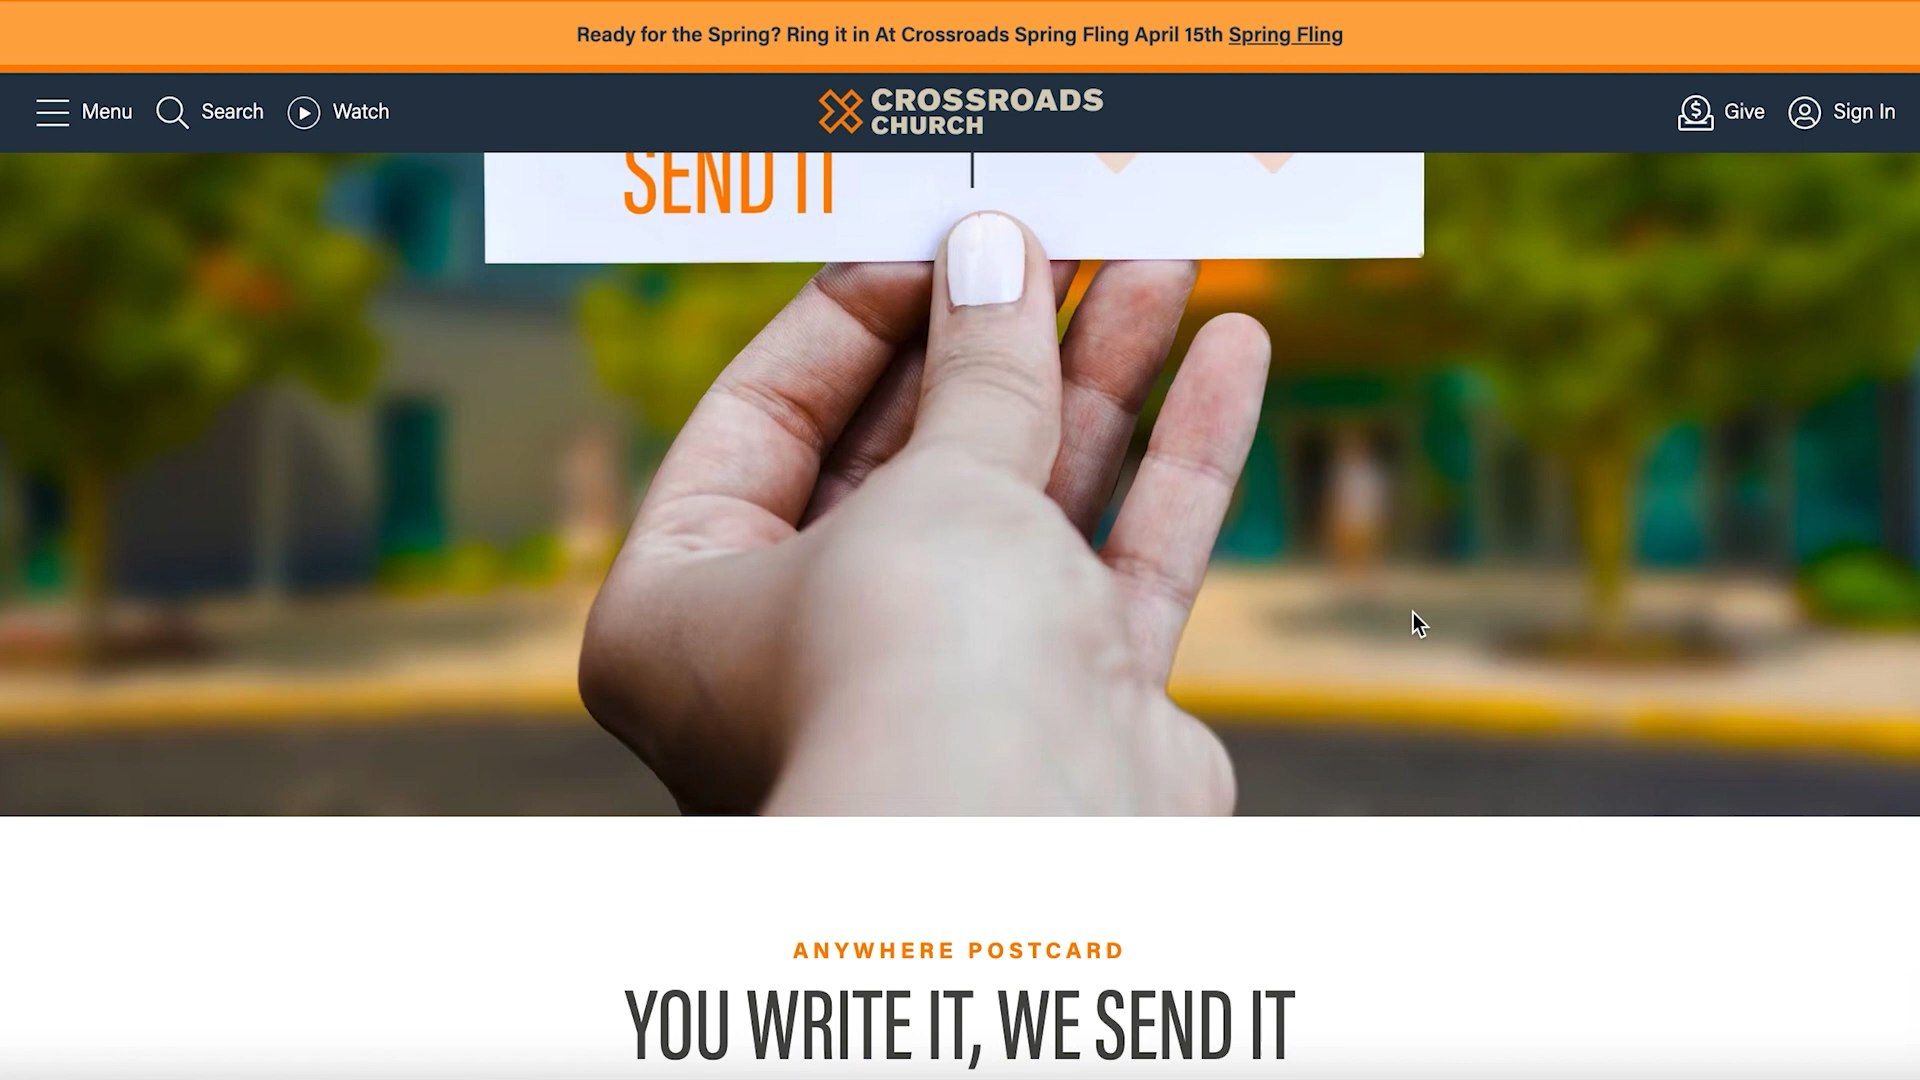 Ready for the Spring? Ring it in At Crossroads Spring Fling April 15th Spring Fling
Menu Search Watch
CROSSROADS
CHURCH
Give Sign In
SEND IT
ANYWHERE POSTCARD
YOU WRITE IT, WE SEND IT